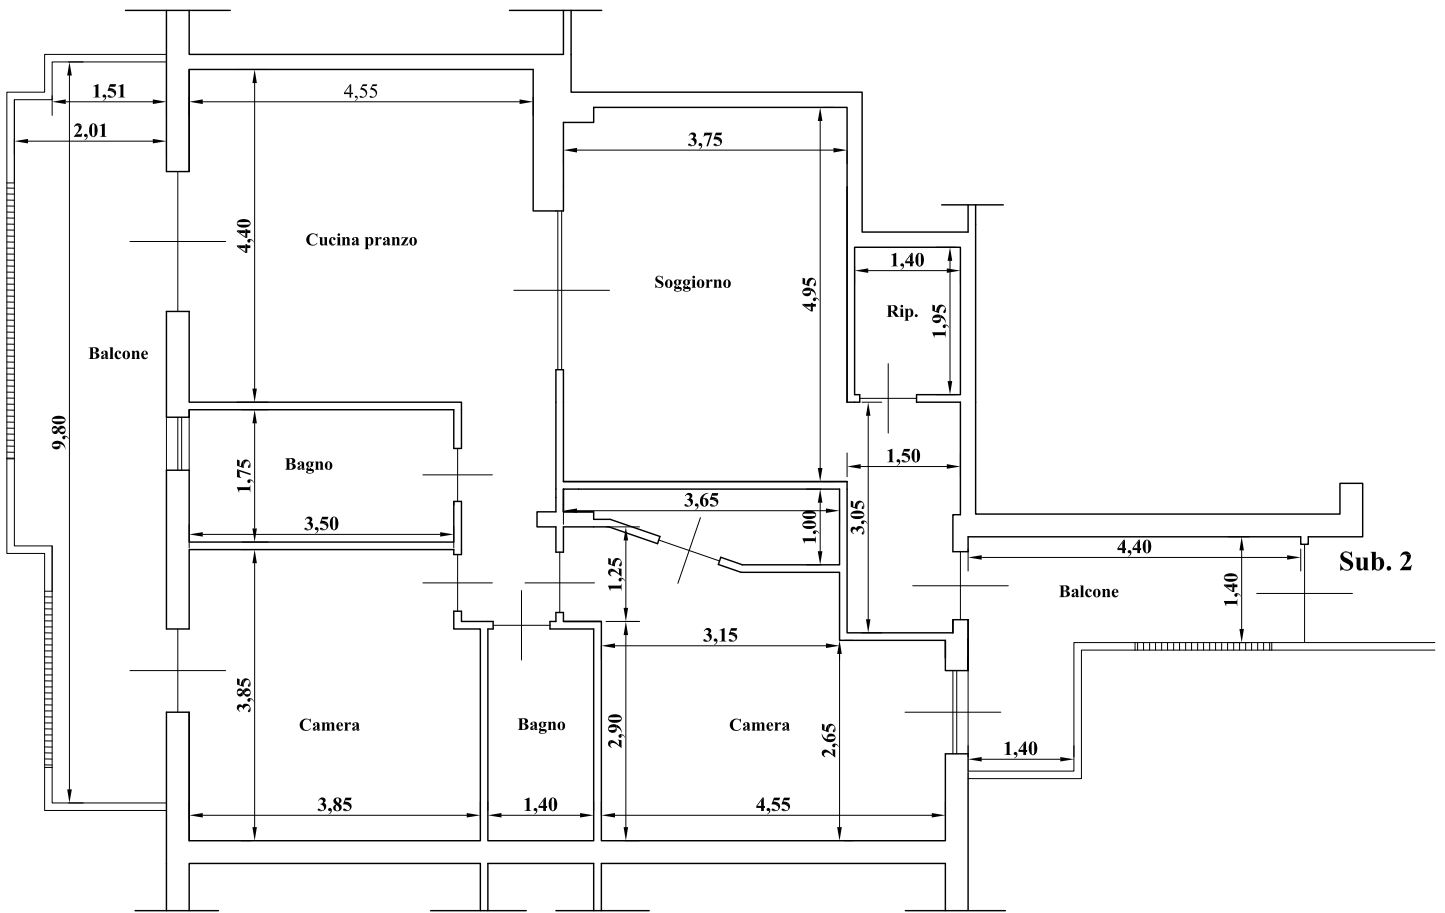 1,51
4,55
2,01
3,75
4,40
Cucina pranzo
1,40
Soggiorno
4,95
Rip.
1,95
Balcone
9,80
1,75
Bagno
1,50
3,50
3,65
1,00
3,05
4,40
Sub. 2
1,25
1,40
Balcone
3,15
3,85
Camera
Bagno
2,90
Camera
2,65
1,40
3,85
1,40
4,55